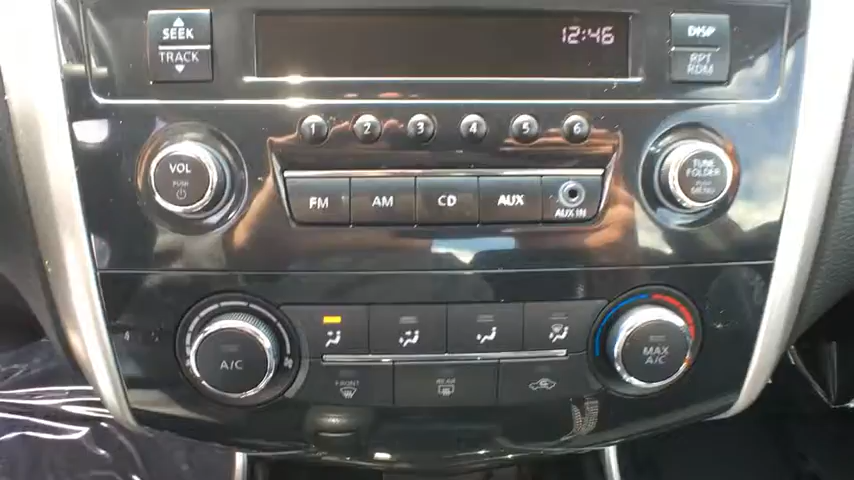 SEEK
TRACK
12:46
DISP
RPT
RDM
1 2 3 4 5 6
VOL
PUSH
TUNE
FOLDER
PUSH
MENU
FM AM CD AUX AUX IN
A/C
MAX
A/C
FRONT
REAR